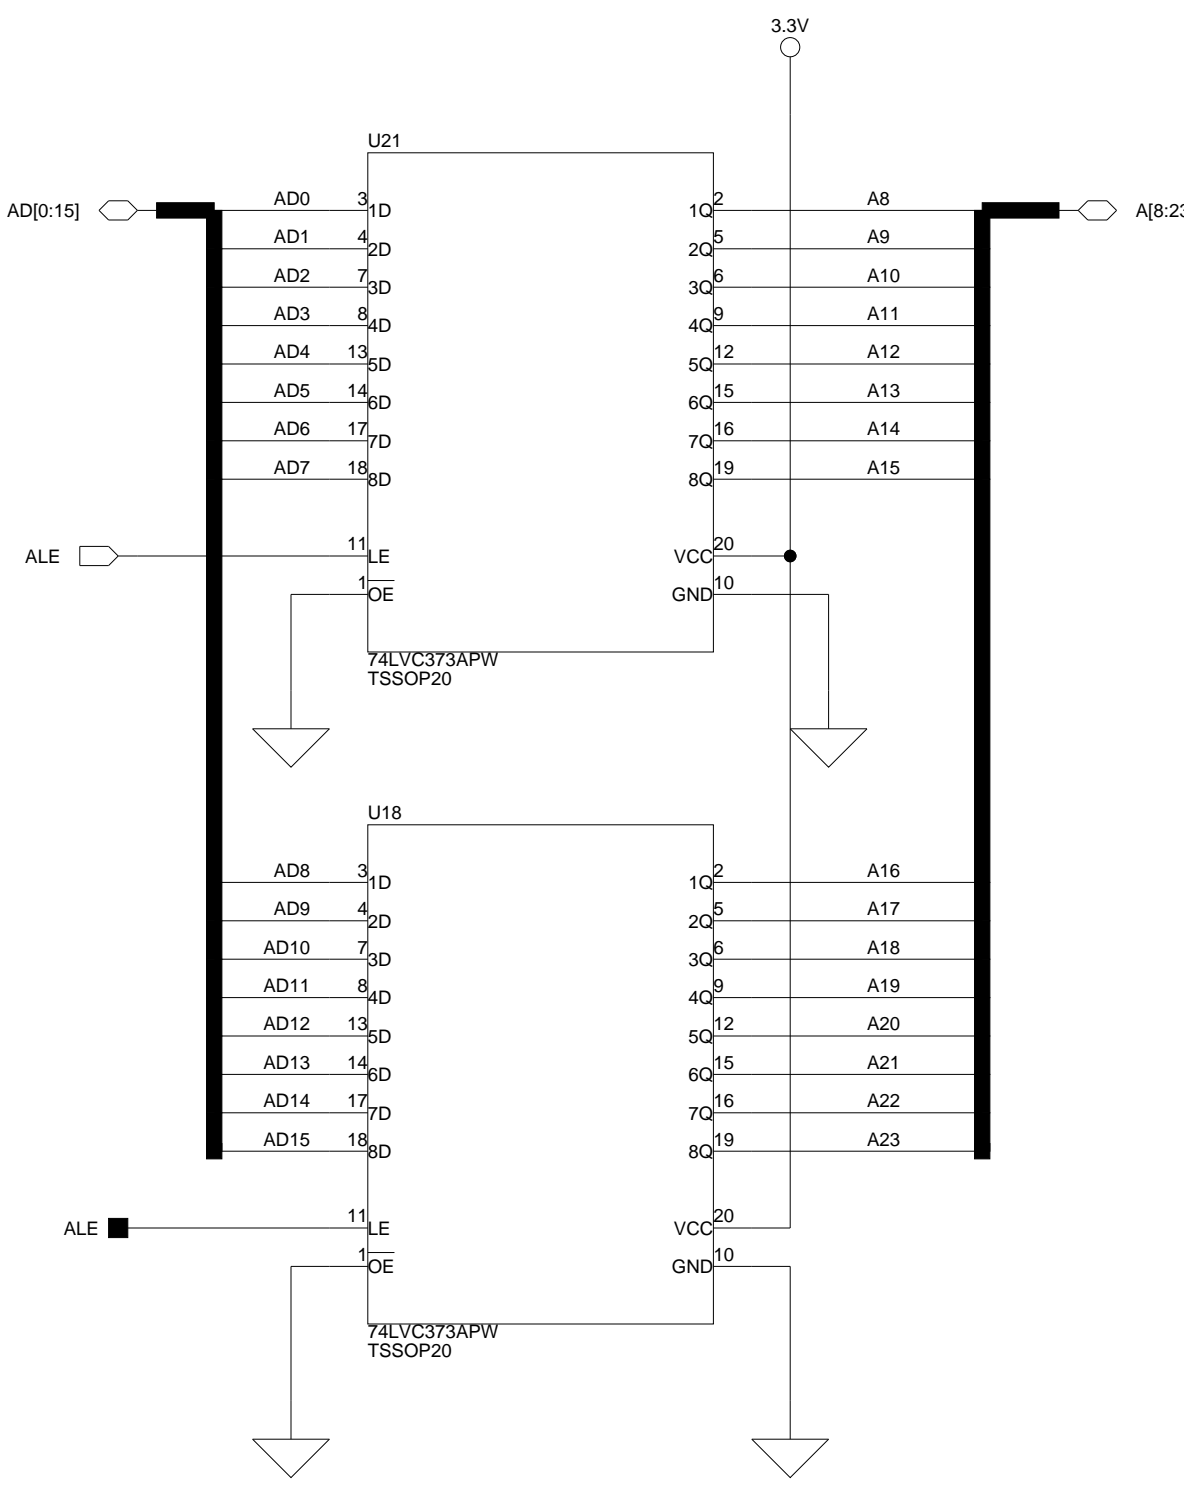 3.3V
U21
AD[0:15] AD0 3 1D 1Q 2 A8 A[8:23
AD1 4 2D 2Q 5 A9
AD2 7 3D 3Q 6 A10
AD3 8 4D 4Q 9 A11
AD4 13 5D 5Q 12 A12
AD5 14 6D 6Q 15 A13
AD6 17 7D 7Q 16 A14
AD7 18 8D 8Q 19 A15
ALE 11 LE VCC 20
1 OE GND 10
74LVC373APW
TSSOP20
U18
AD8 3 1D 1Q 2 A16
AD9 4 2D 2Q 5 A17
AD10 7 3D 3Q 6 A18
AD11 8 4D 4Q 9 A19
AD12 13 5D 5Q 12 A20
AD13 14 6D 6Q 15 A21
AD14 17 7D 7Q 16 A22
AD15 18 8D 8Q 19 A23
ALE 11 LE VCC 20
1 OE GND 10
74LVC373APW
TSSOP20